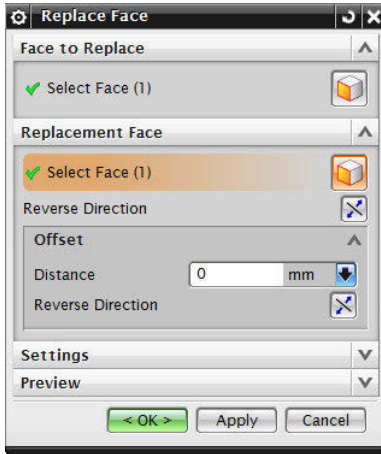 Replace Face
Face to Replace
Select Face (1)
Replacement Face
Select Face (1)
Reverse Direction
Offset
Distance 0 mm
Reverse Direction
Settings
Preview
< OK > Apply Cancel